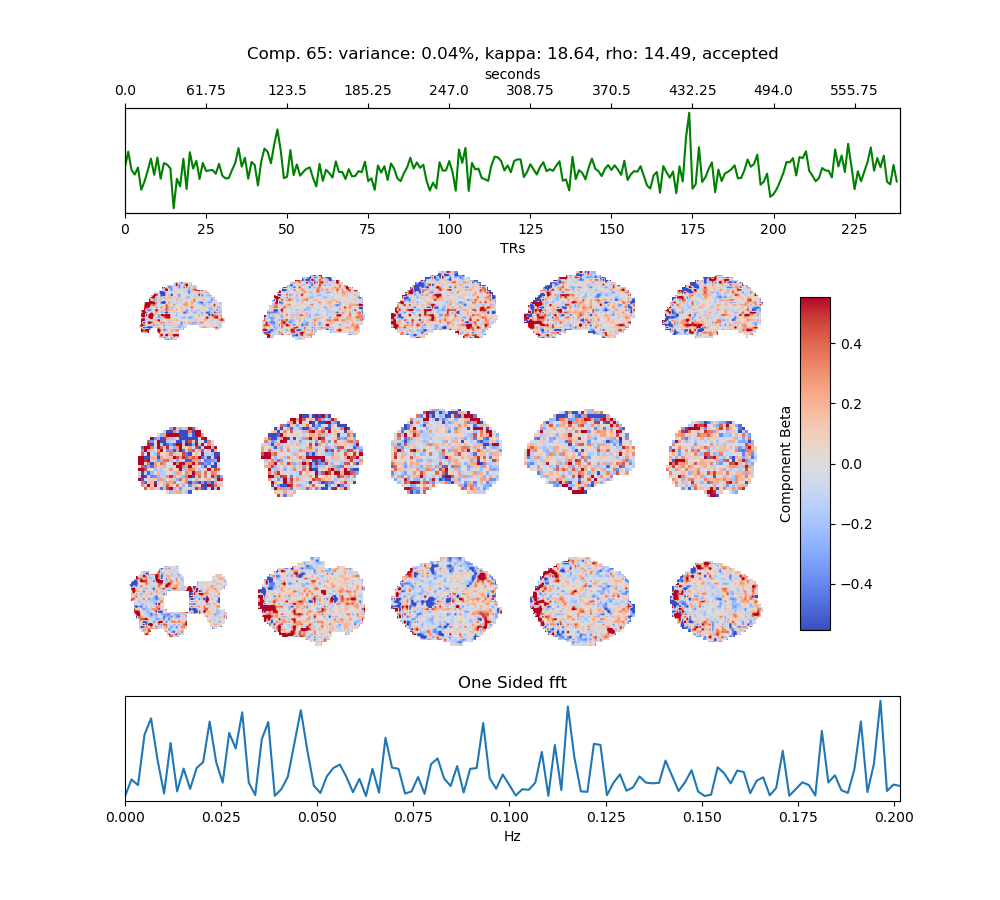 Comp. 65: variance: 0.04%, kappa: 18.64, rho: 14.49, accepted
seconds
0.0 61.75 123.5 185.25 247.0 308.75 370.5 432.25 494.0 555.75
0 25 50 75 100 125 150 175 200 225
TRs
0.4
0.2
0.0
−0.2
−0.4
Component Beta
One Sided fft
0.000 0.025 0.050 0.075 0.100 0.125 0.150 0.175 0.200
Hz